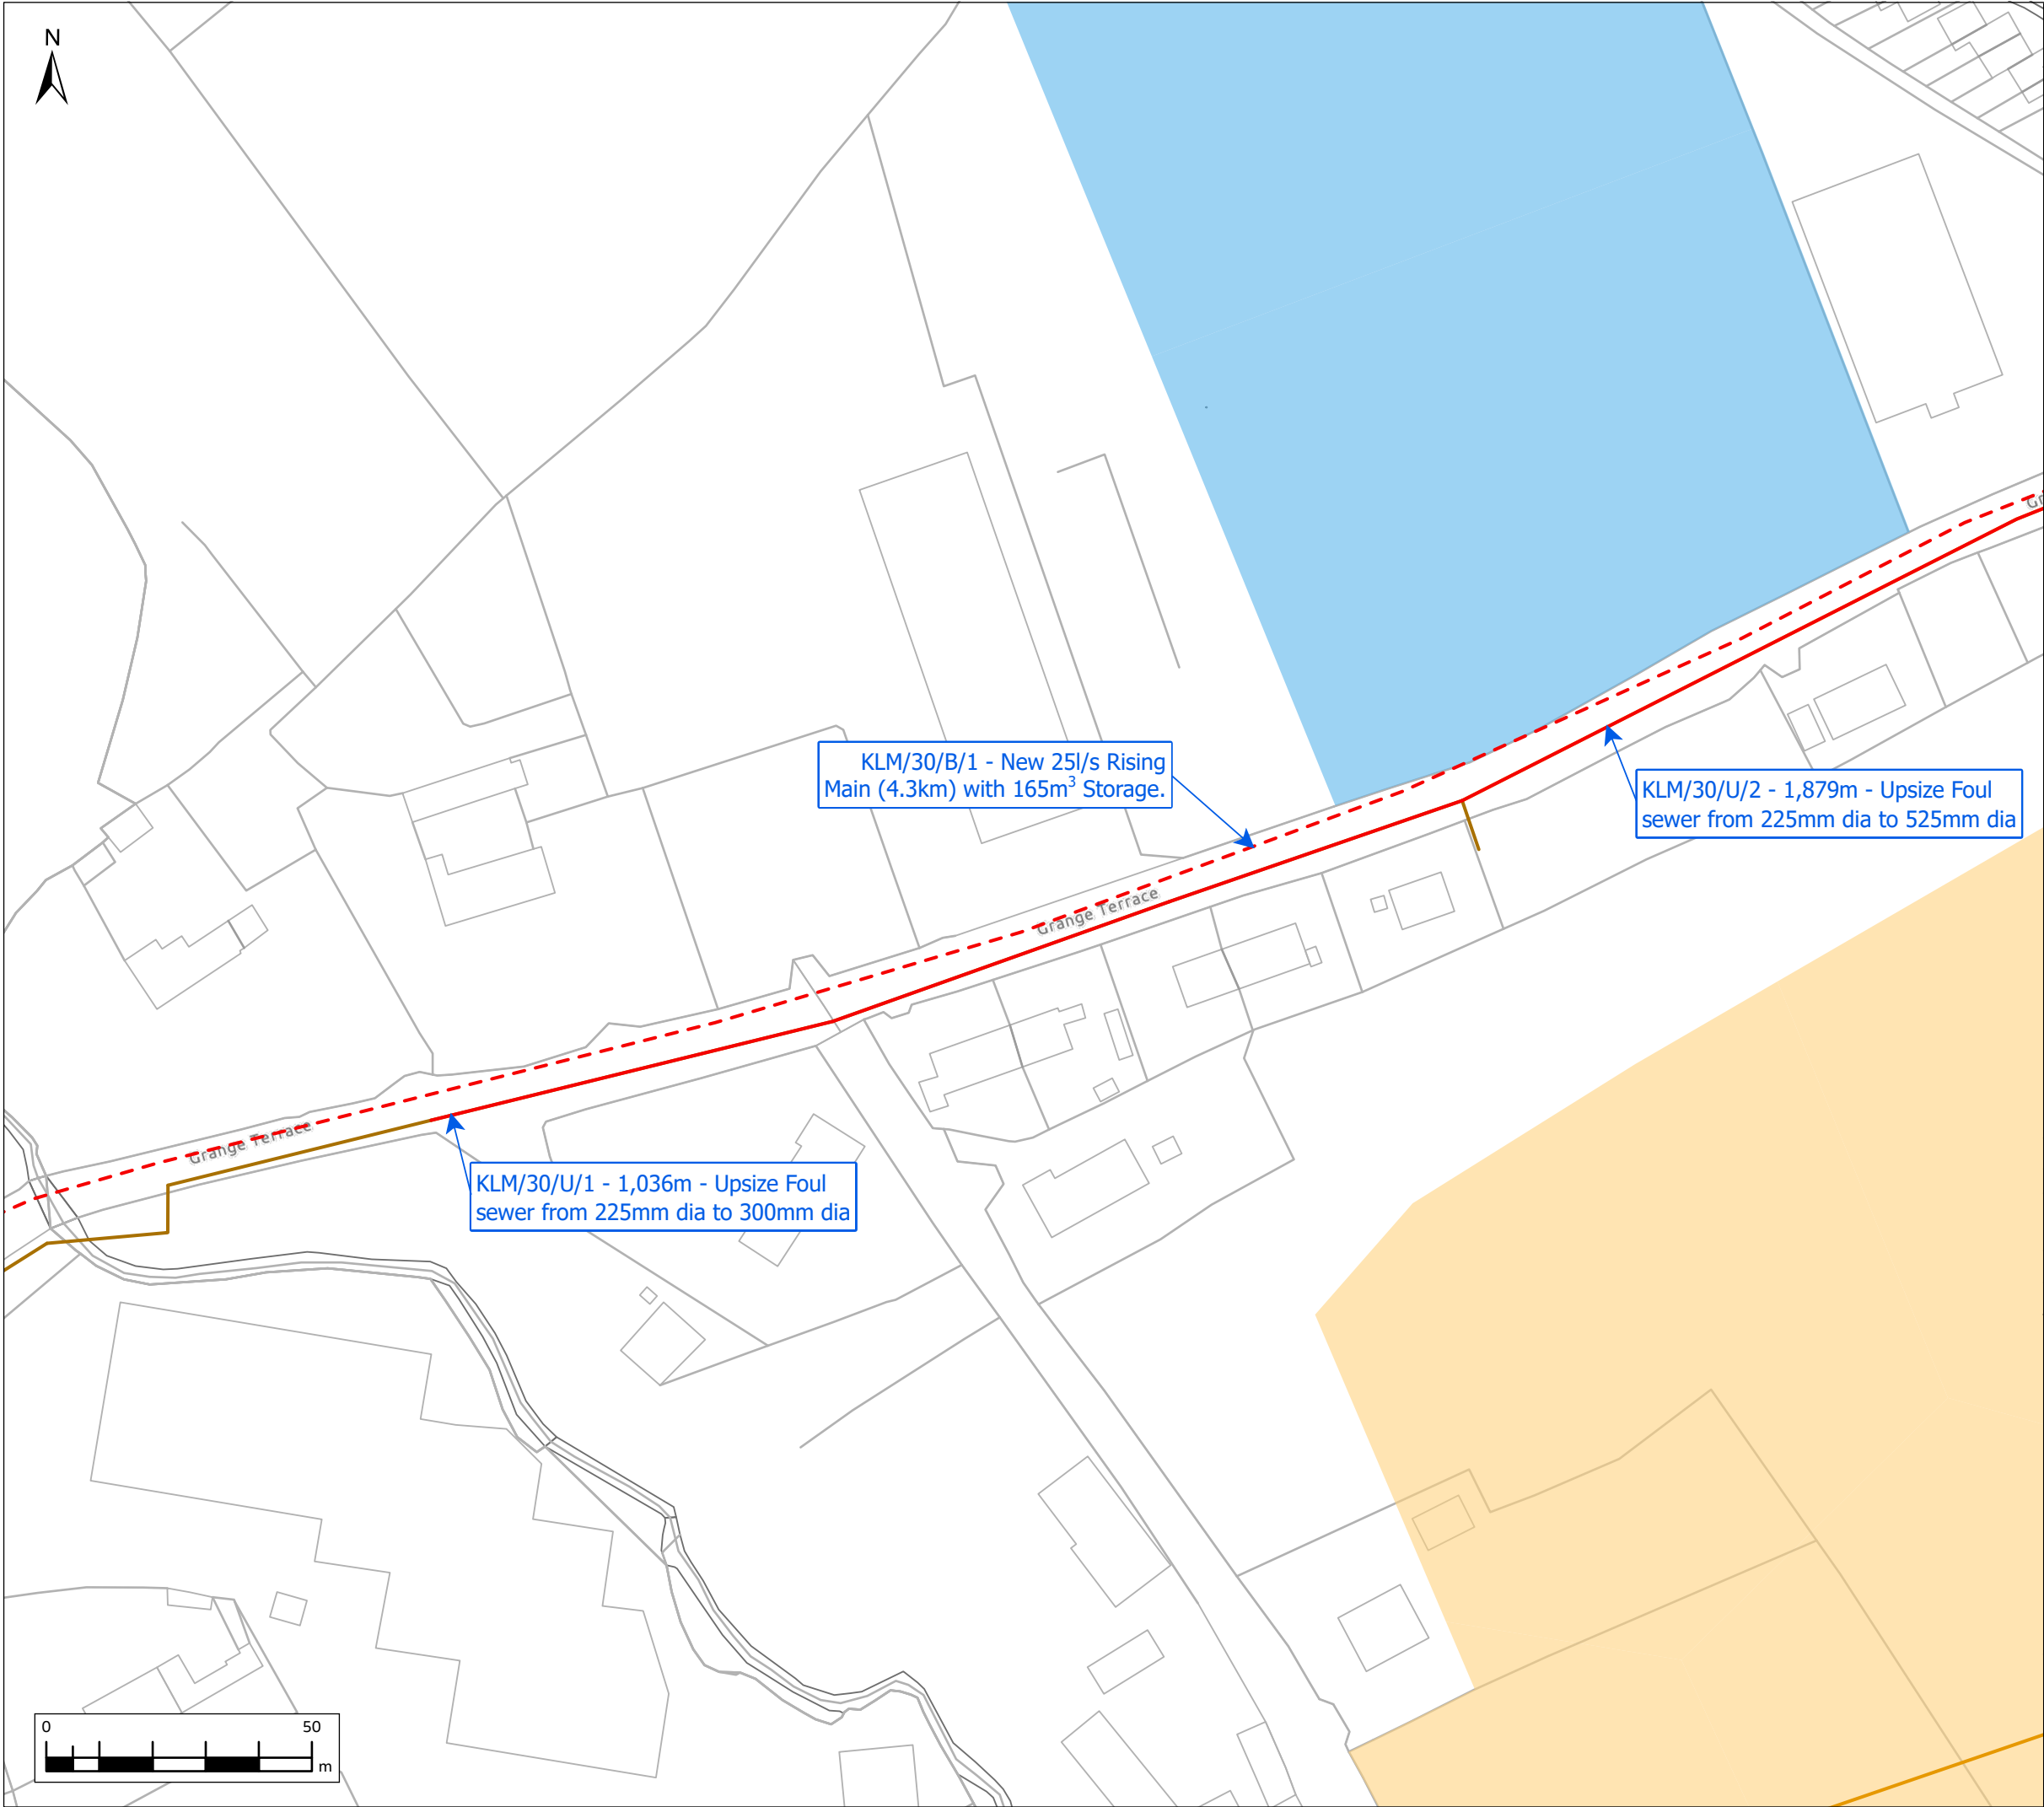 N
Gr
KLM/30/B/1 - New 25l/s Rising
Main (4.3km) with 165m³ Storage.
KLM/30/U/2 - 1,879m - Upsize Foul
sewer from 225mm dia to 525mm dia
Grange Terrace
Grange Terrace
KLM/30/U/1 - 1,036m - Upsize Foul
sewer from 225mm dia to 300mm dia
0 50
m